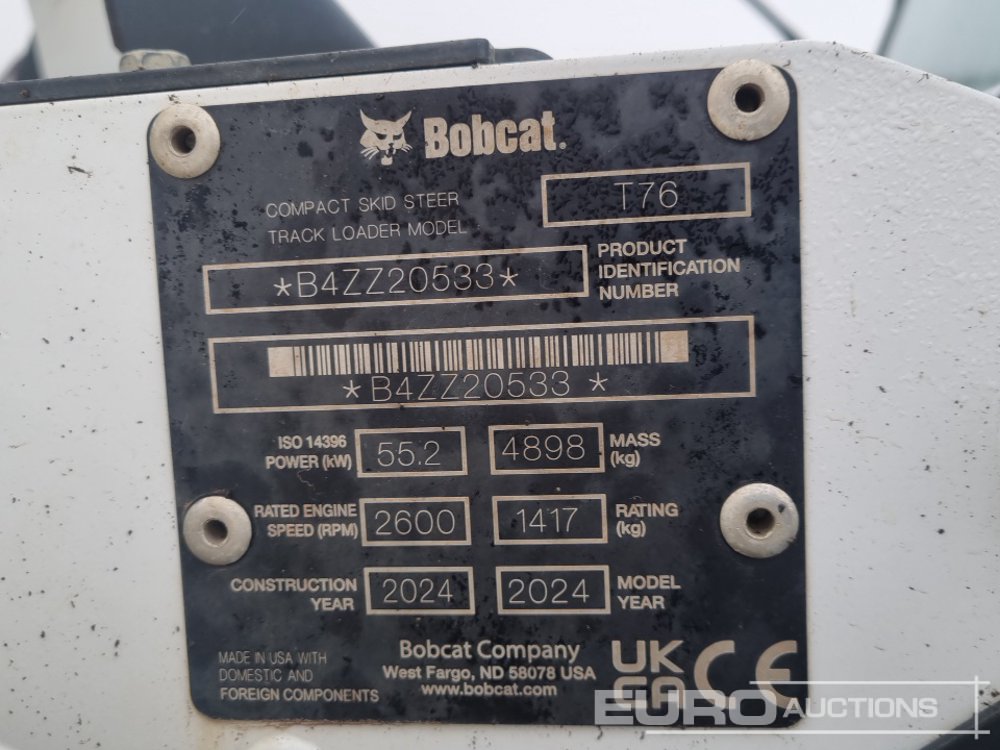 Bobcat.
COMPACT SKID STEER
TRACK LOADER MODEL
T76
*B4ZZ20533*
PRODUCT
IDENTIFICATION
NUMBER
*B4ZZ20533 *
ISO 14396
POWER (kW)
55.2
4898
MASS
(kg)
RATED ENGINE
SPEED (RPM)
2600
1417
RATING
(kg)
CONSTRUCTION
YEAR
2024
2024
MODEL
YEAR
MADE IN USA WITH
DOMESTIC AND
FOREIGN COMPONENTS
Bobcat Company
West Fargo, ND 58078 USA
www.bobcat.com
UK
CA
CE
EURO AUCTIONS